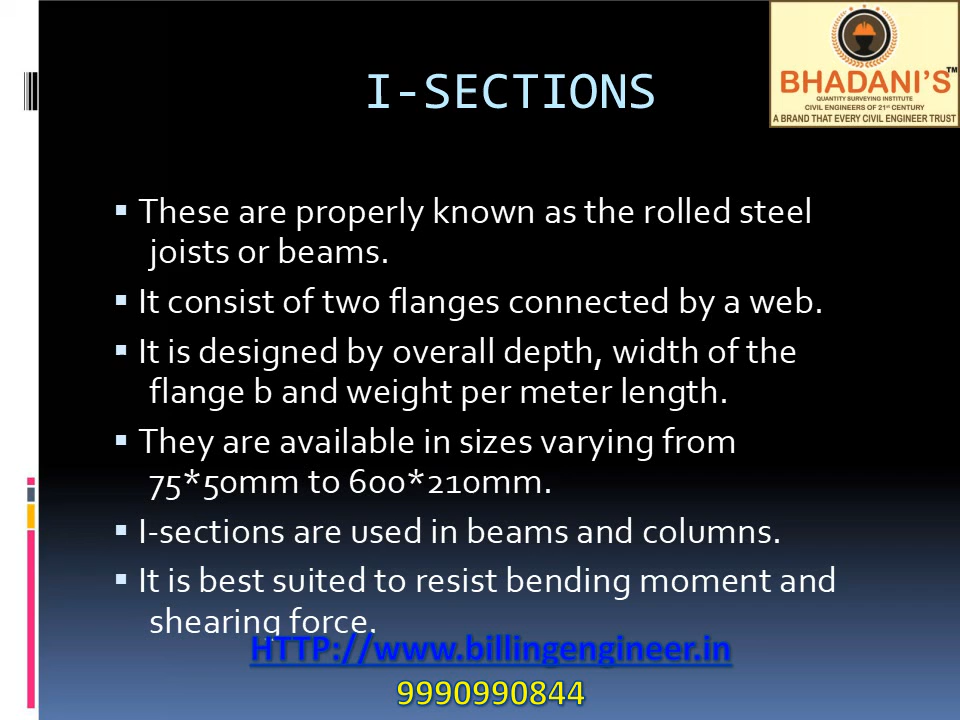 I-SECTIONS
BHADANI'S™
QUANTITY SURVEYING INSTITUTE
CIVIL ENGINEERS OF 21ST CENTURY
A BRAND THAT EVERY CIVIL ENGINEER TRUST
These are properly known as the rolled steel
joists or beams.
It consist of two flanges connected by a web.
It is designed by overall depth, width of the
flange b and weight per meter length.
They are available in sizes varying from
75*50mm to 600*210mm.
I-sections are used in beams and columns.
It is best suited to resist bending moment and
shearing force.
HTTP://www.billingengineer.in
9990990844